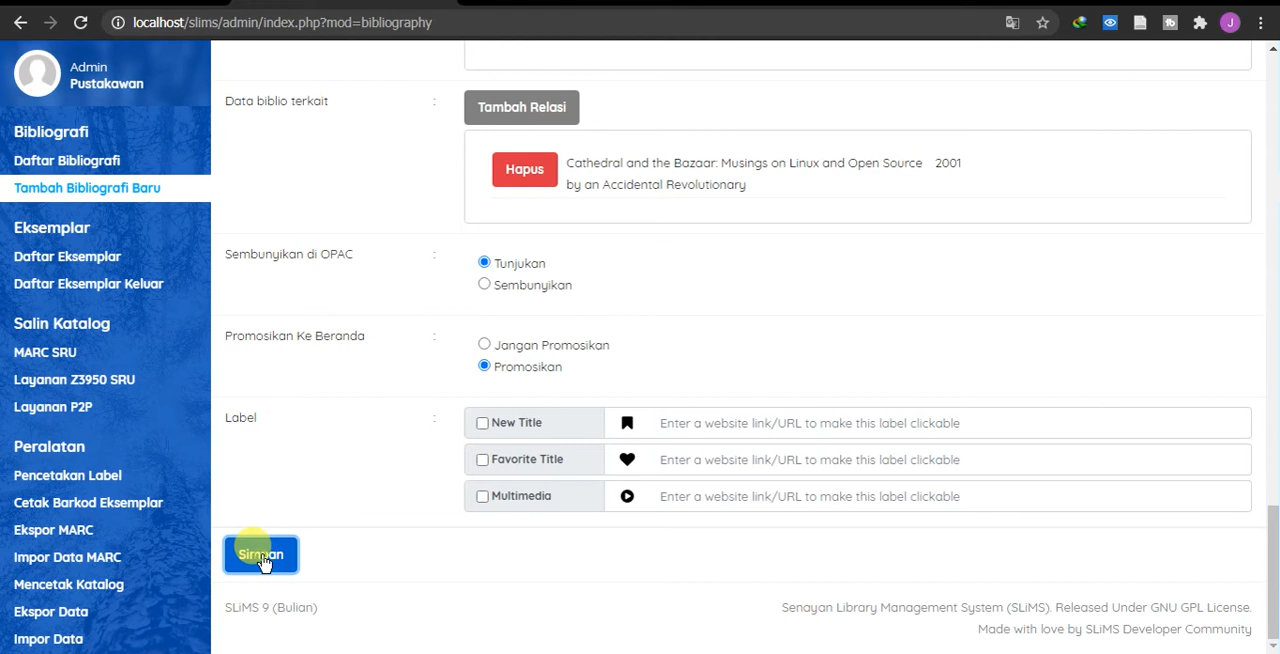 localhost/slims/admin/index.php?mod=bibliography
J
Admin
Pustakawan
Bibliografi
Daftar Bibliografi
Tambah Bibliografi Baru
Eksemplar
Daftar Eksemplar
Daftar Eksemplar Keluar
Salin Katalog
MARC SRU
Layanan Z3950 SRU
Layanan P2P
Peralatan
Pencetakan Label
Cetak Barkod Eksemplar
Ekspor MARC
Impor Data MARC
Mencetak Katalog
Ekspor Data
Impor Data
Data biblio terkait :
Tambah Relasi
Hapus
Cathedral and the Bazaar: Musings on Linux and Open Source 2001
by an Accidental Revolutionary
Sembunyikan di OPAC :
Tunjukan
Sembunyikan
Promosikan Ke Beranda :
Jangan Promosikan
Promosikan
Label :
New Title Enter a website link/URL to make this label clickable
Favorite Title Enter a website link/URL to make this label clickable
Multimedia Enter a website link/URL to make this label clickable
Simpan
SLiMS 9 (Bulian)
Senayan Library Management System (SLiMS). Released Under GNU GPL License.
Made with love by SLiMS Developer Community